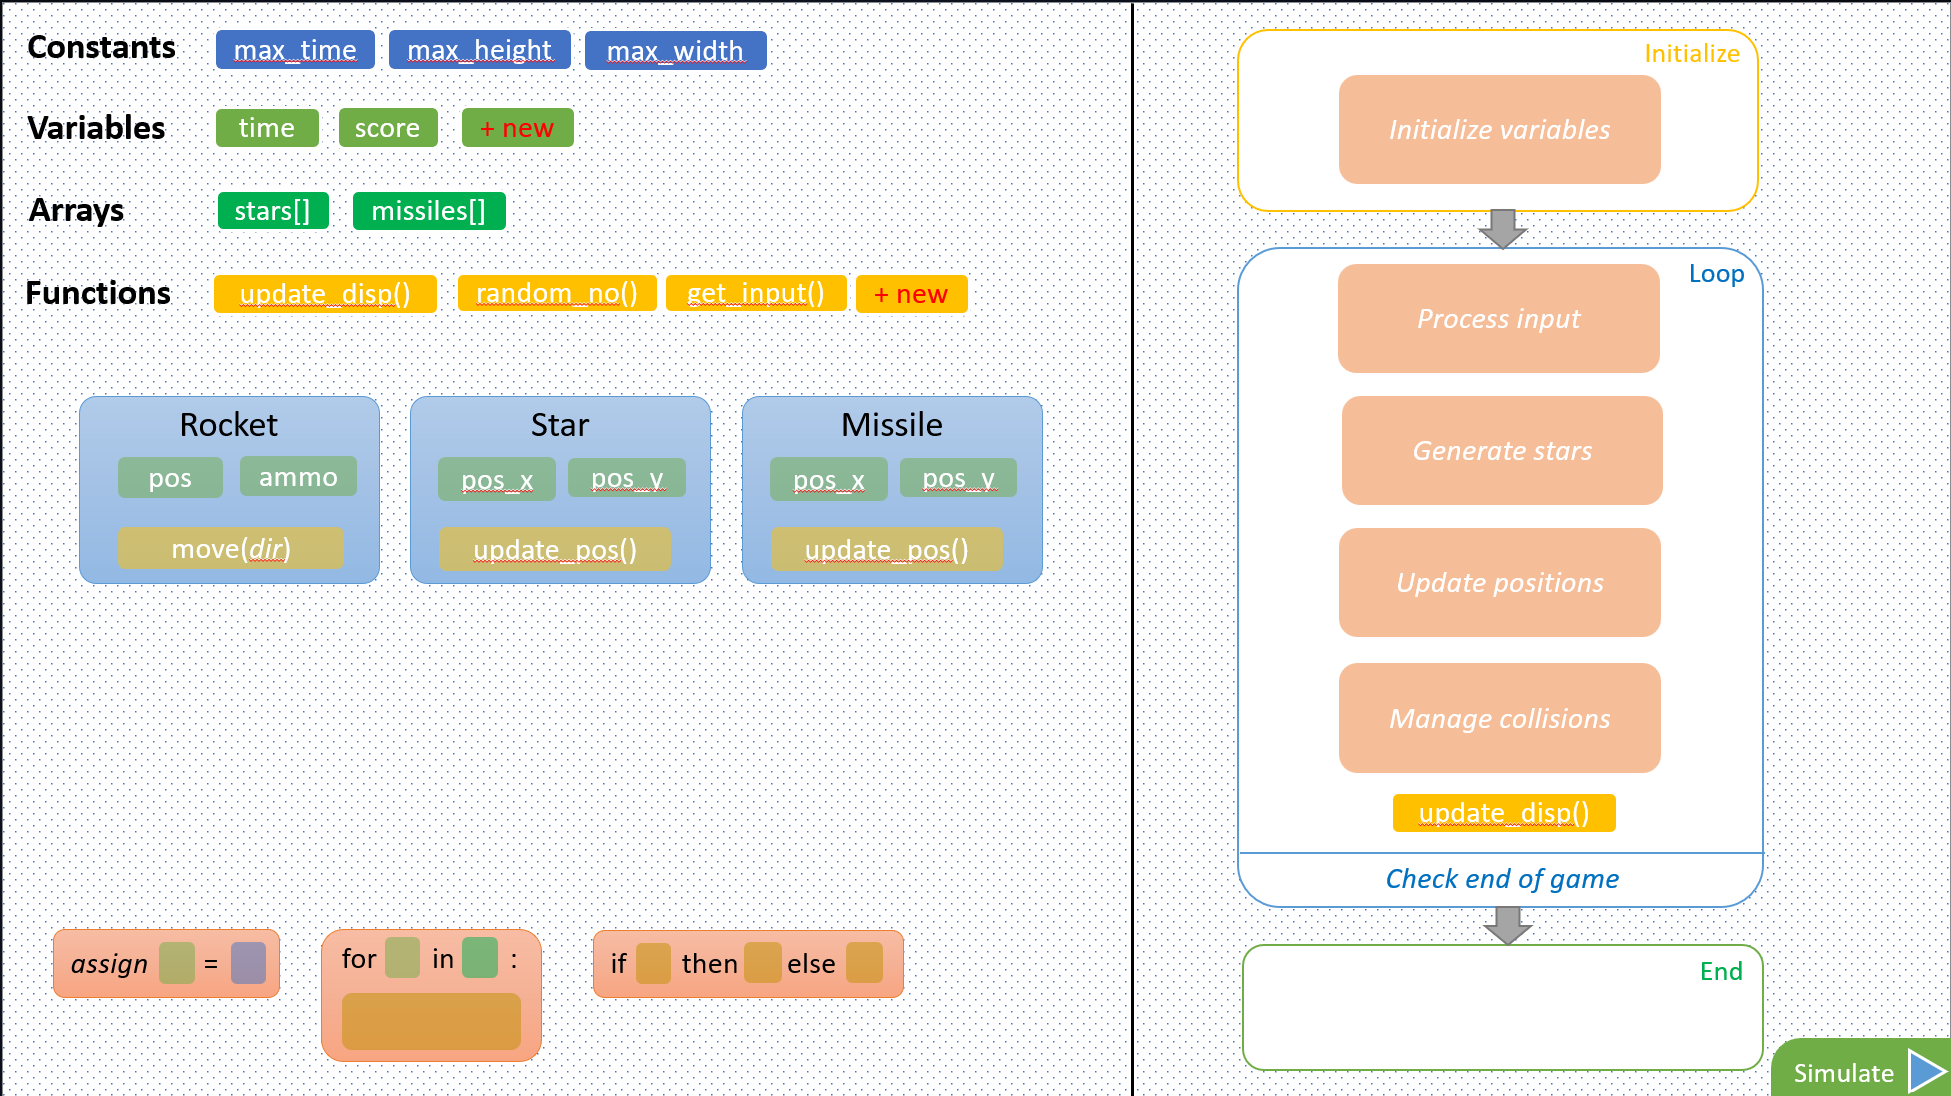 Constants max_time max_height max_width
Variables time score + new
Arrays stars[] missiles[]
Functions update_disp() random_no() get_input() + new
Rocket
pos ammo
move(dir)
Star
pos_x pos_y
update_pos()
Missile
pos_x pos_y
update_pos()
assign =
for in :
if then else
Initialize
Initialize variables
Loop
Process input
Generate stars
Update positions
Manage collisions
update_disp()
Check end of game
End
Simulate